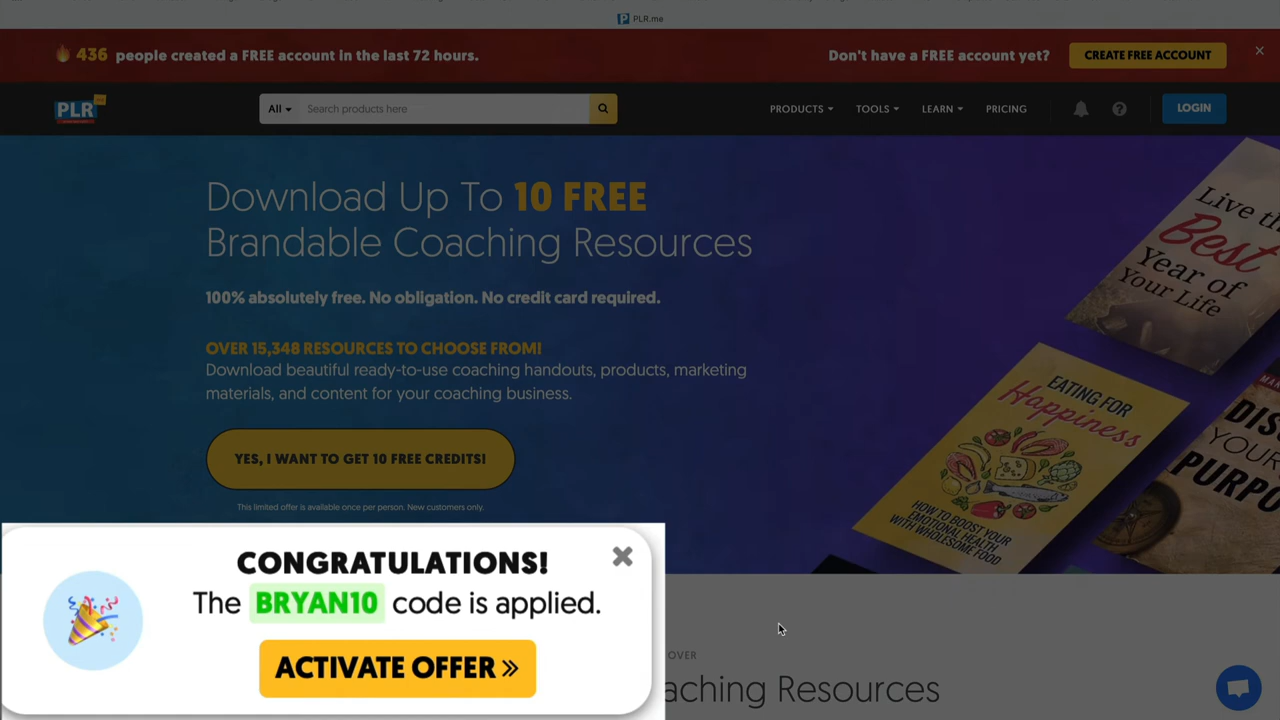 PLR.me
436 people created a FREE account in the last 72 hours.
Don't have a FREE account yet?
CREATE FREE ACCOUNT
PLR
All
Search products here
PRODUCTS
TOOLS
LEARN
PRICING
LOGIN
Download Up To 10 FREE
Brandable Coaching Resources
100% absolutely free. No obligation. No credit card required.
OVER 15,348 RESOURCES TO CHOOSE FROM!
Download beautiful ready-to-use coaching handouts, products, marketing
materials, and content for your coaching business.
YES, I WANT TO GET 10 FREE CREDITS!
This limited offer is available once per person. New customers only.
Live th
Best
Year of
Your Life
EATING FOR
Happiness
HOW TO BOOST YOUR
EMOTIONAL HEALTH
WITH WHOLESOME FOOD
DIS
YOUR
PURPO
CONGRATULATIONS!
The BRYAN10 code is applied.
ACTIVATE OFFER »
OVER
aching Resources